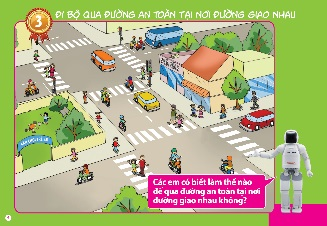 3
ĐI BỘ QUA ĐƯỜNG AN TOÀN TẠI NƠI ĐƯỜNG GIAO NHAU
Các em có biết làm thế nào
để qua đường an toàn tại nơi
đường giao nhau không?